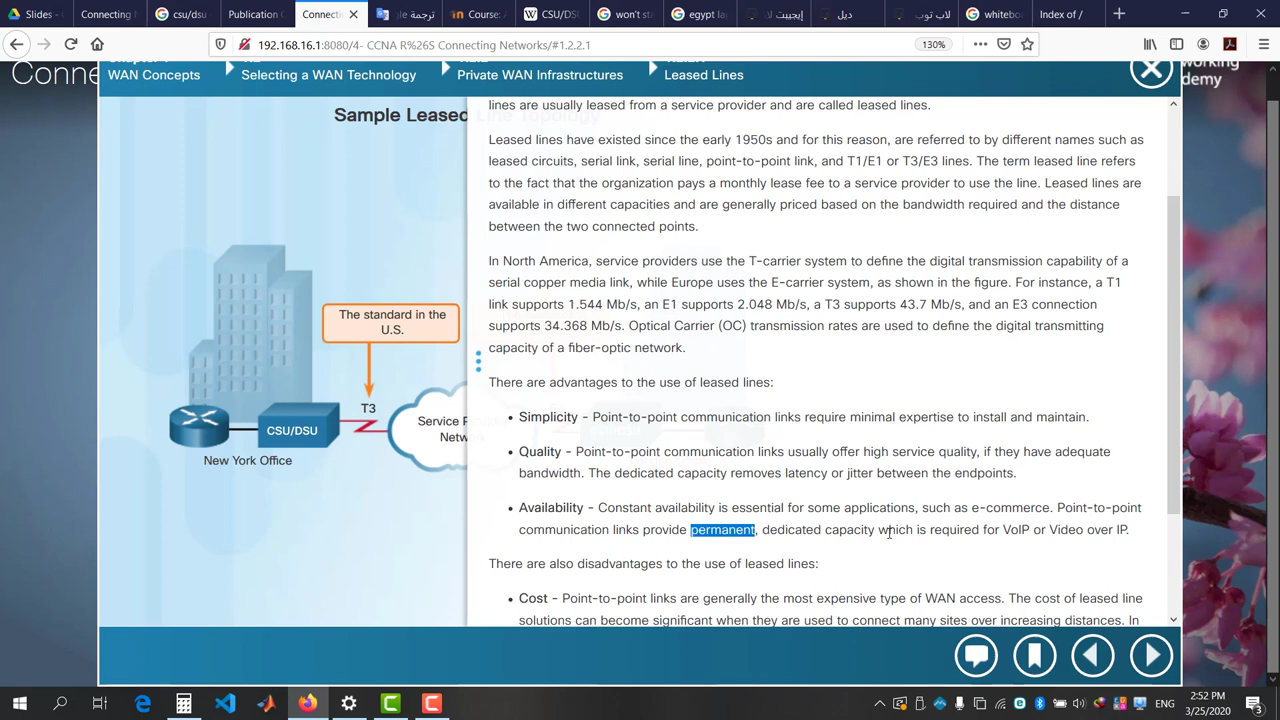 Slides -
Connecting N
csu/dsu
Publication C
Connectin
ترجمة
Course: A
CSU/DS
won't st
egypt la
إيجيبت لا
ديل
لاب توب
whitebo
Index of /
192.168.16.1:8080/4- CCNA R%26S Connecting Networks/#1.2.2.1
130%
Conne
WAN Concepts
Selecting a WAN Technology
Private WAN Infrastructures
Leased Lines
working
demy
Sample Leased Line Topology
lines are usually leased from a service provider and are called leased lines.
Leased lines have existed since the early 1950s and for this reason, are referred to by different names such as
leased circuits, serial link, serial line, point-to-point link, and T1/E1 or T3/E3 lines. The term leased line refers
to the fact that the organization pays a monthly lease fee to a service provider to use the line. Leased lines are
available in different capacities and are generally priced based on the bandwidth required and the distance
between the two connected points.
In North America, service providers use the T-carrier system to define the digital transmission capability of a
serial copper media link, while Europe uses the E-carrier system, as shown in the figure. For instance, a T1
link supports 1.544 Mb/s, an E1 supports 2.048 Mb/s, a T3 supports 43.7 Mb/s, and an E3 connection
supports 34.368 Mb/s. Optical Carrier (OC) transmission rates are used to define the digital transmitting
capacity of a fiber-optic network.
There are advantages to the use of leased lines:
• Simplicity - Point-to-point communication links require minimal expertise to install and maintain.
• Quality - Point-to-point communication links usually offer high service quality, if they have adequate
bandwidth. The dedicated capacity removes latency or jitter between the endpoints.
• Availability - Constant availability is essential for some applications, such as e-commerce. Point-to-point
communication links provide permanent, dedicated capacity which is required for VoIP or Video over IP.
There are also disadvantages to the use of leased lines:
• Cost - Point-to-point links are generally the most expensive type of WAN access. The cost of leased line
solutions can become significant when they are used to connect many sites over increasing distances. In
The standard in the
U.S.
T3
CSU/DSU
New York Office
Service Pro
Netw
ENG
2:52 PM
3/25/2020
3